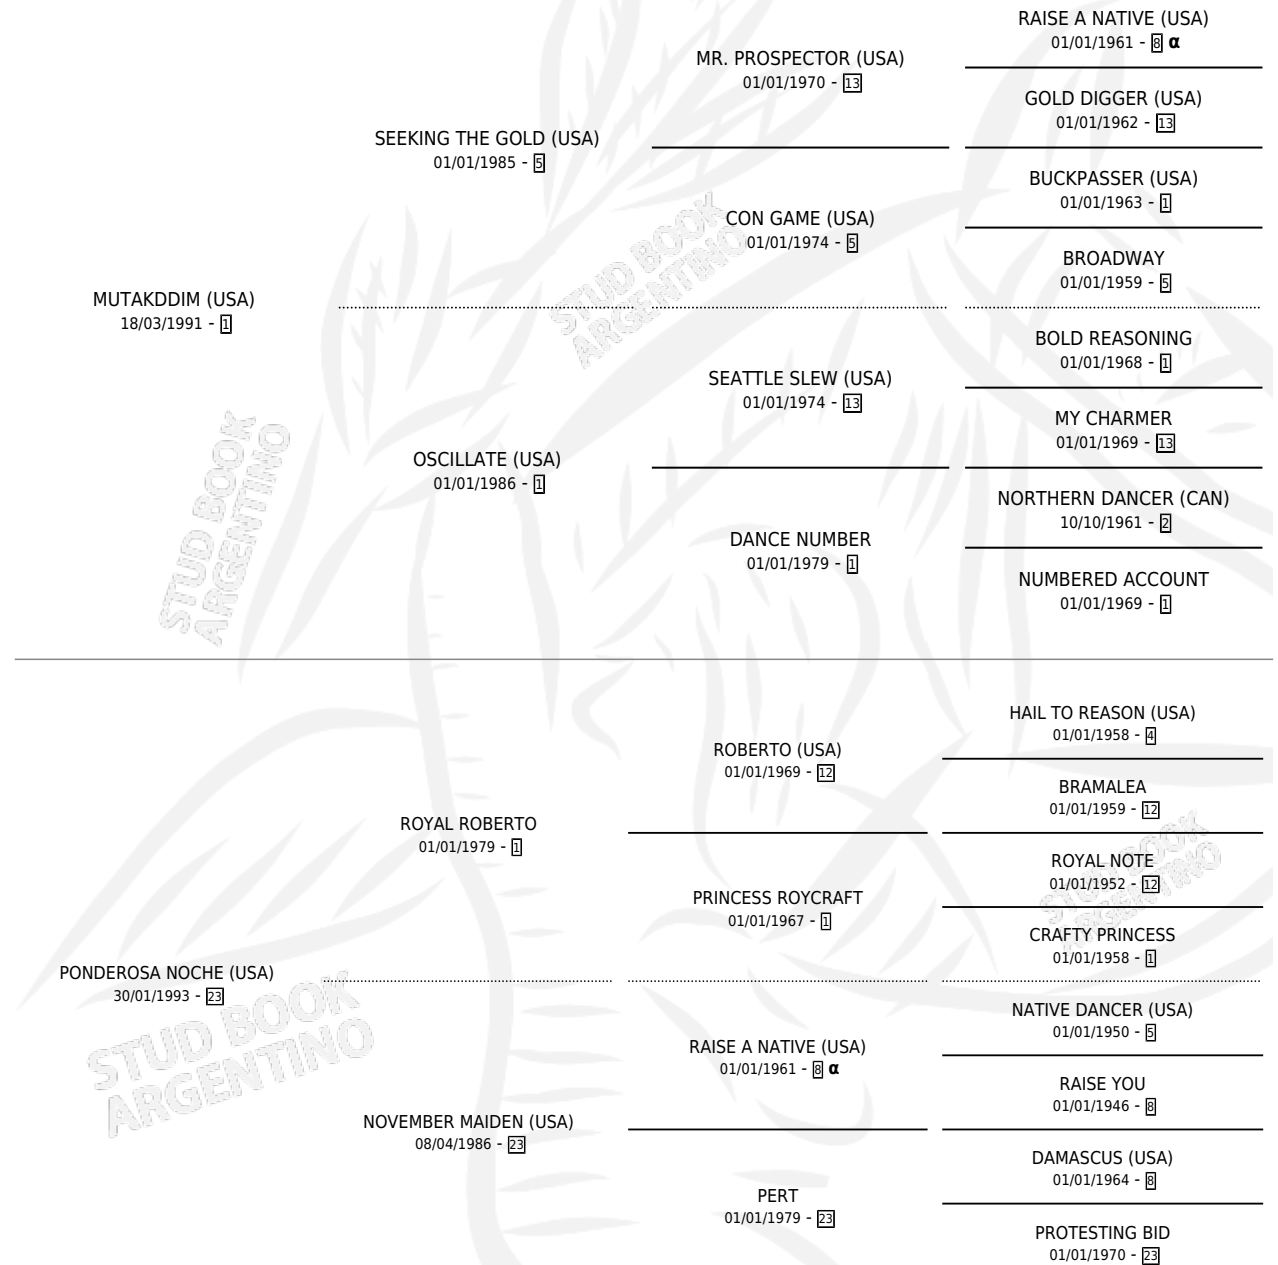 RAISE A NATIVE (USA)
01/01/1961 - 8 α
MR. PROSPECTOR (USA)
01/01/1970 - 13
GOLD DIGGER (USA)
01/01/1962 - 13
SEEKING THE GOLD (USA)
01/01/1985 - 5
BUCKPASSER (USA)
01/01/1963 - 1
CON GAME (USA)
01/01/1974 - 5
BROADWAY
01/01/1959 - 5
MUTAKDDIM (USA)
18/03/1991 - 1
BOLD REASONING
01/01/1968 - 1
SEATTLE SLEW (USA)
01/01/1974 - 13
MY CHARMER
01/01/1969 - 13
OSCILLATE (USA)
01/01/1986 - 1
NORTHERN DANCER (CAN)
10/10/1961 - 2
DANCE NUMBER
01/01/1979 - 1
NUMBERED ACCOUNT
01/01/1969 - 1
HAIL TO REASON (USA)
01/01/1958 - 4
ROBERTO (USA)
01/01/1969 - 12
BRAMALEA
01/01/1959 - 12
ROYAL ROBERTO
01/01/1979 - 1
ROYAL NOTE
01/01/1952 - 12
PRINCESS ROYCRAFT
01/01/1967 - 1
CRAFTY PRINCESS
01/01/1958 - 1
PONDEROSA NOCHE (USA)
30/01/1993 - 23
NATIVE DANCER (USA)
01/01/1950 - 5
RAISE A NATIVE (USA)
01/01/1961 - 8 α
RAISE YOU
01/01/1946 - 8
NOVEMBER MAIDEN (USA)
08/04/1986 - 23
DAMASCUS (USA)
01/01/1964 - 8
PERT
01/01/1979 - 23
PROTESTING BID
01/01/1970 - 23
STUD BOOK
ARGENTINO
STUD BOOK
ARGENTINO
STUD BOOK
ARGENTINO
STUD BOOK
ARGENTINO